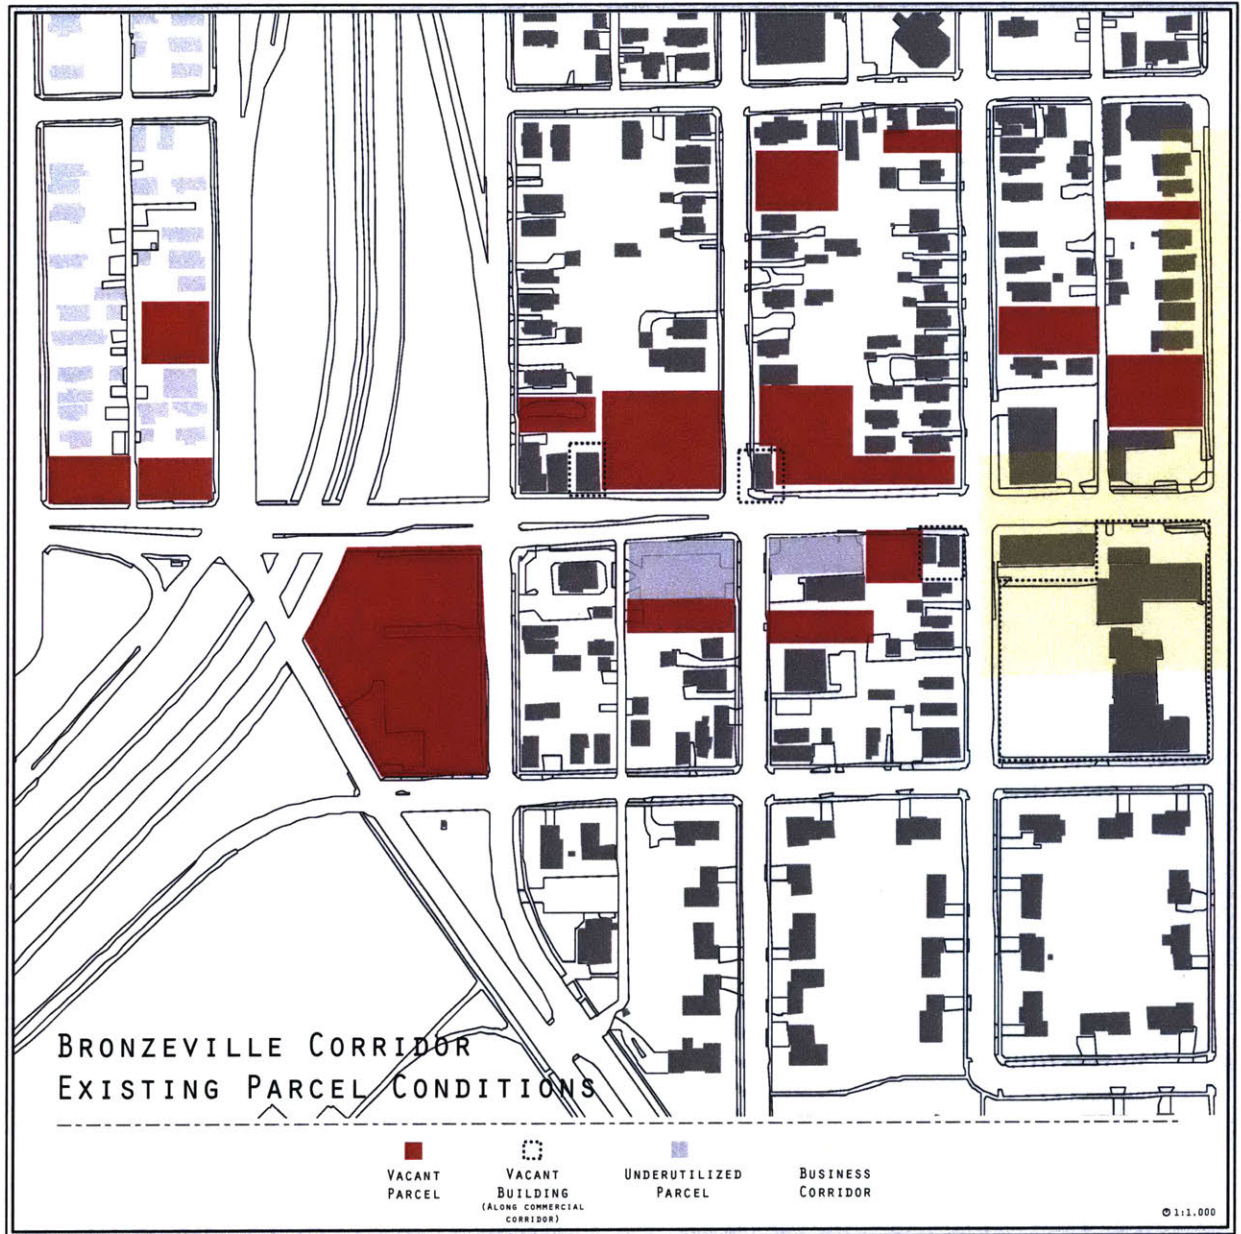 BRONZEVILLE CORRIDOR
EXISTING PARCEL CONDITIONS
VACANT
PARCEL
VACANT
BUILDING
(ALONG COMMERCIAL
CORRIDOR)
UNDERUTILIZED
PARCEL
BUSINESS
CORRIDOR
1:1.000